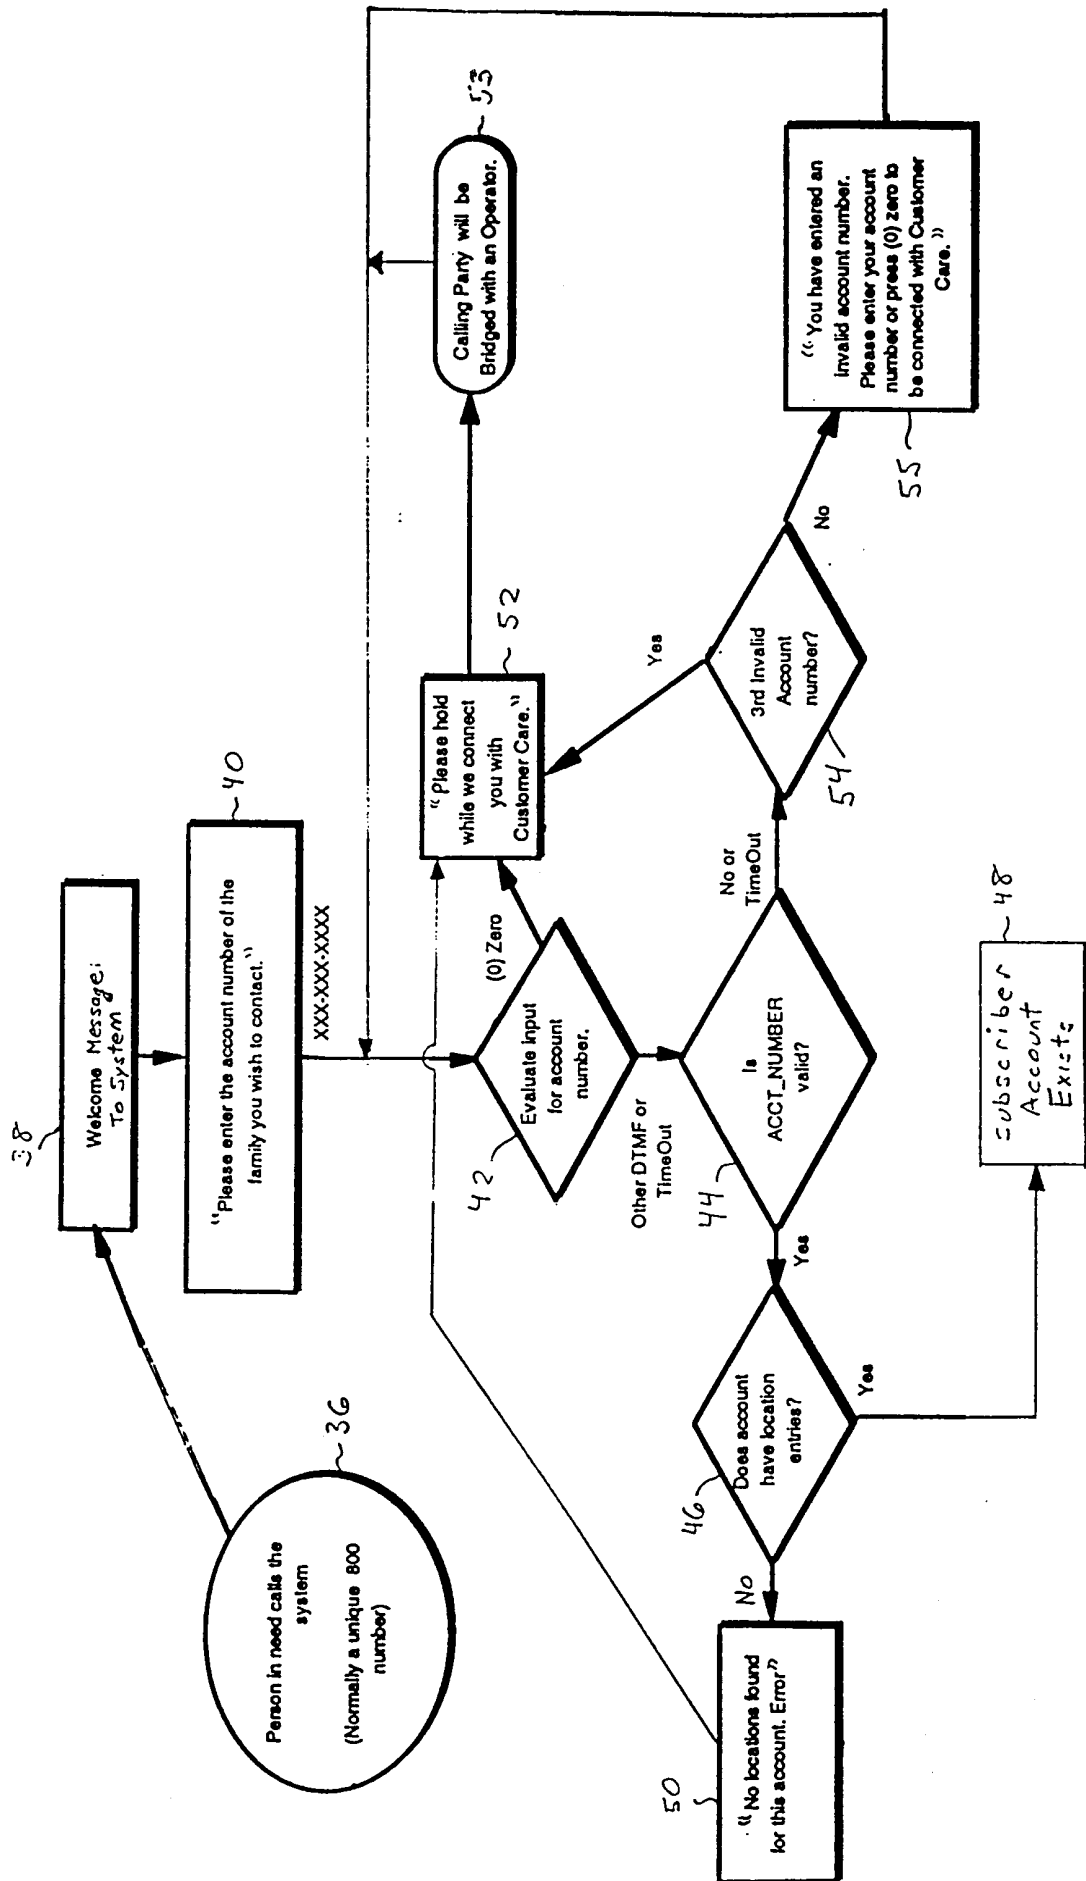 Person in need calls the
system
(Normally a unique 800
number)
36
38
Welcome Message:
To System
40
"Please enter the account number of the
family you wish to contact."
XXX-XXX-XXXX
42
Evaluate input
for account
number.
(0) Zero
Other DTMF or
TimeOut
"Please hold
while we connect
you with
Customer Care."
52
Calling Party will be
Bridged with an Operator.
53
44
Is
ACCT_NUMBER
valid?
Yes
No or
TimeOut
46
Does account
have location
entries?
No
Yes
50
"No locations found
for this account. Error"
Subscriber
Account
Exists
48
54
3rd Invalid
Account
number?
Yes
No
55
"You have entered an
invalid account number.
Please enter your account
number or press (0) zero to
be connected with Customer
Care."